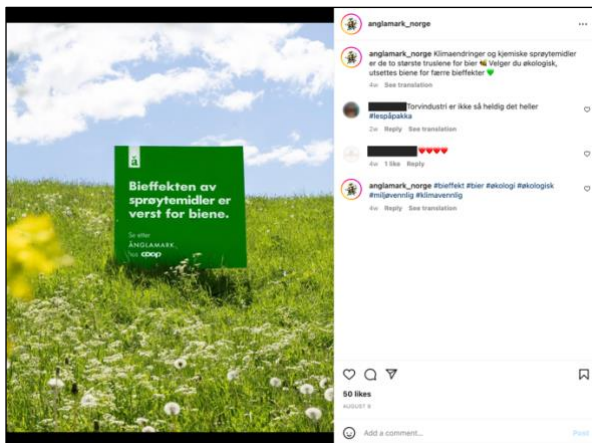 Bieffekten av
sprøytemidler er
verst for biene.
Se etter
ÄNGLAMARK
hos coop
anglamark_norge
anglamark_norge Klimaendringer og kjemiske sprøytemidler
er de to største truslene for bier 🐝 Velger du økologisk,
utsettes biene for færre bieffekter 💚
4w See translation
Torvindustri er ikke så heldig det heller
#lespåpakka
2w Reply See translation
❤️❤️❤️❤️
4w 1 like Reply
anglamark_norge #bieffekt #bier #økologi #økologisk
#miljøvennlig #klimavennlig
4w Reply See translation
50 likes
AUGUST 9
Add a comment...
Post